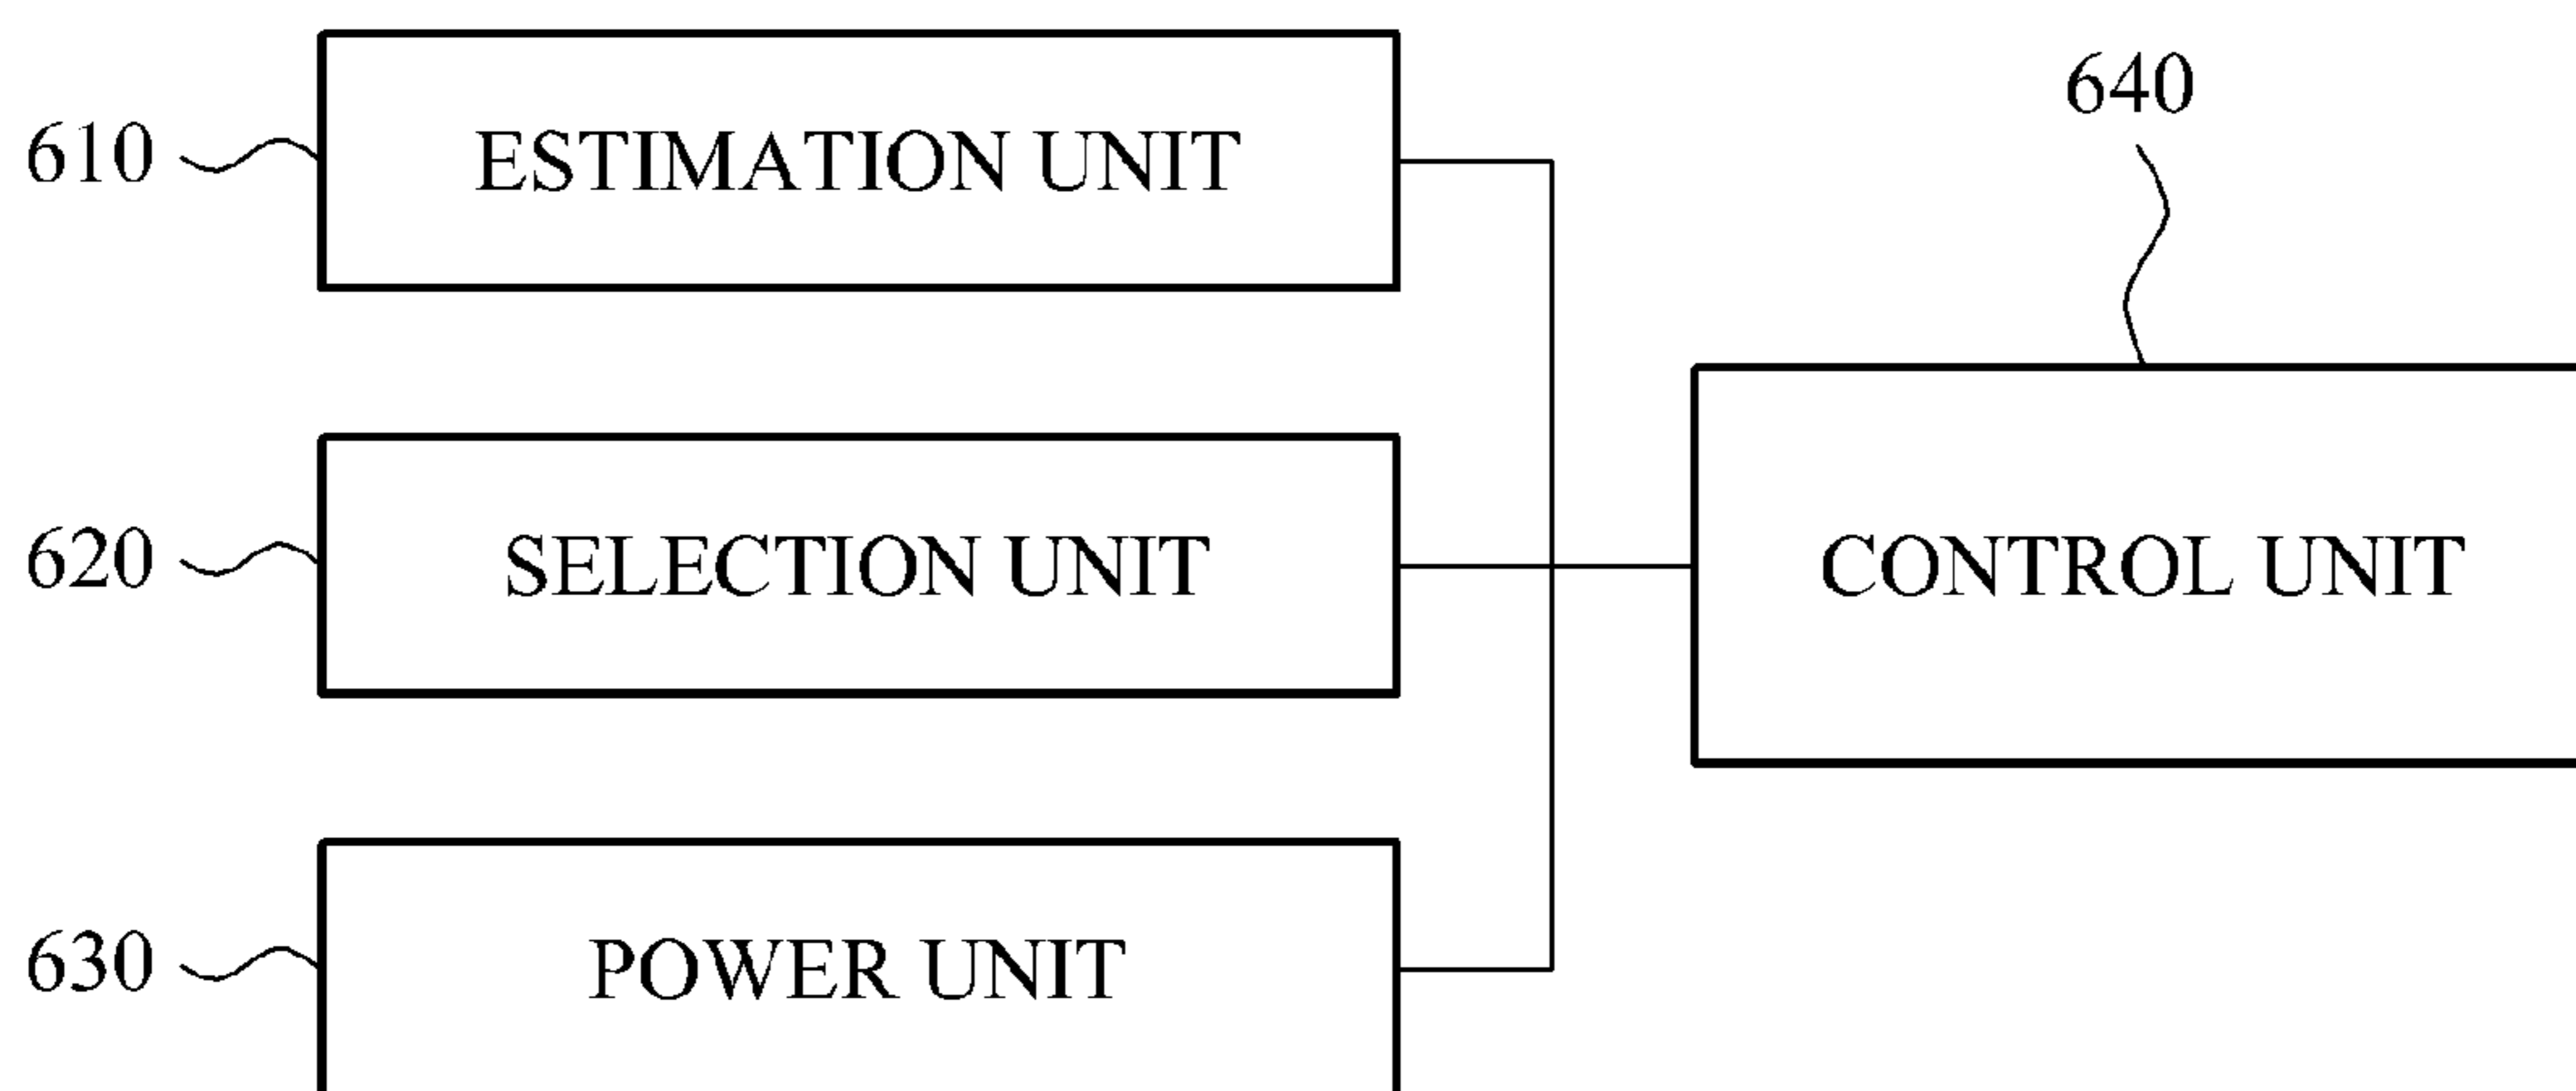 640
610 ESTIMATION UNIT
620 SELECTION UNIT
CONTROL UNIT
630 POWER UNIT